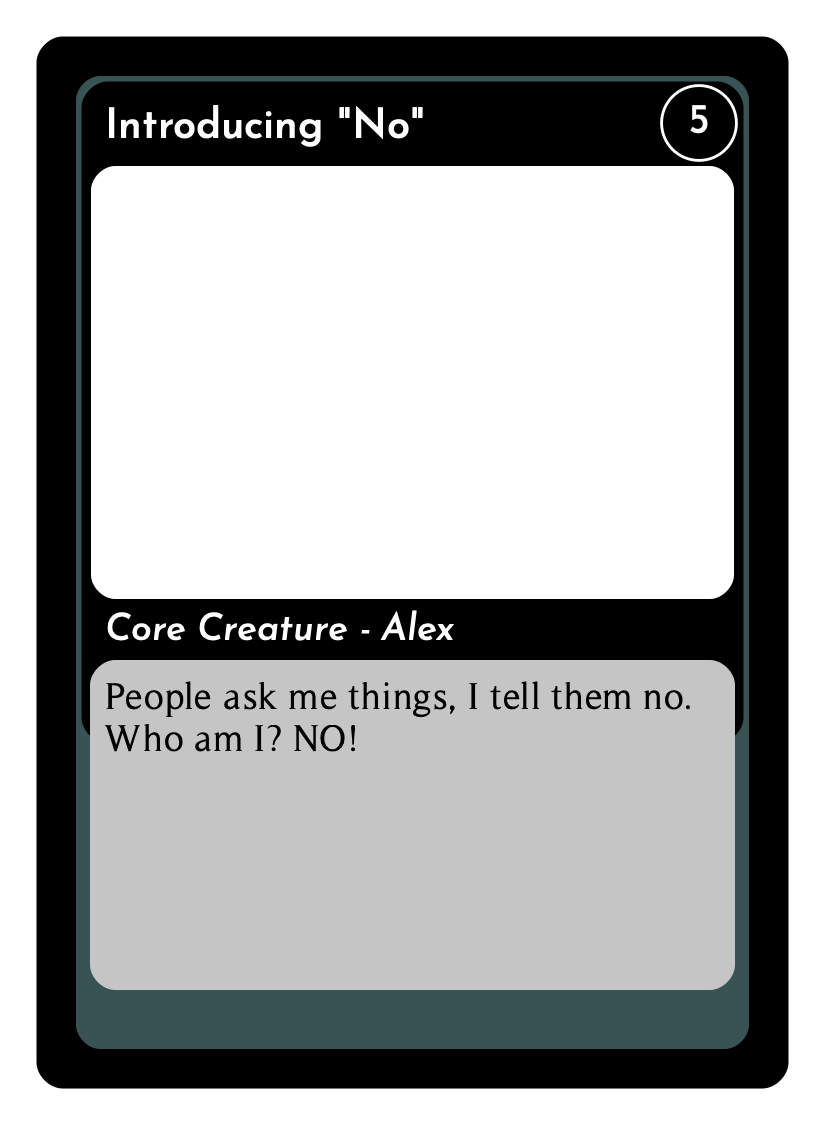 Introducing "No"
5
Core Creature - Alex
People ask me things, I tell them no.
Who am I? NO!